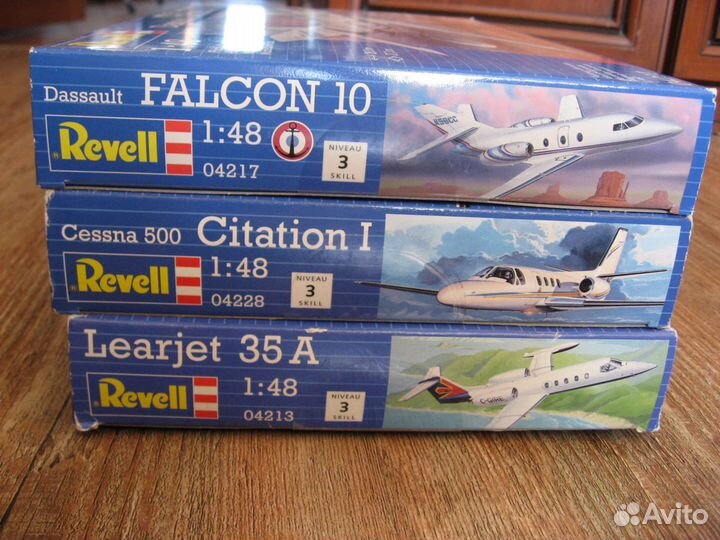 Dassault FALCON 10
Revell
1:48
04217
NIVEAU
3
SKILL
N58CC
Cessna 500 Citation I
Revell
1:48
04228
NIVEAU
3
SKILL
Learjet 35 A
Revell
1:48
04213
NIVEAU
3
SKILL
Avito